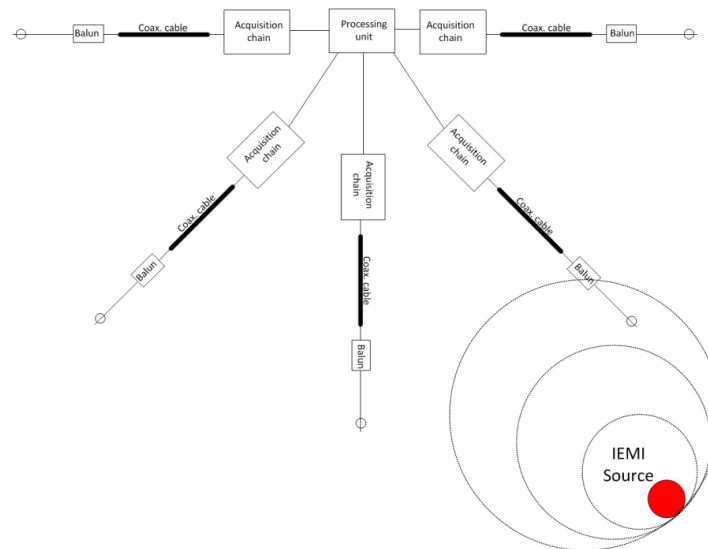 Balun
Coax. cable
Acquisition
chain
Processing
unit
Acquisition
chain
Coax. cable
Balun
Acquisition
chain
Coax. cable
Balun
Acquisition
chain
Coax. cable
Balun
Acquisition
chain
Coax. cable
Balun
IEMI
Source